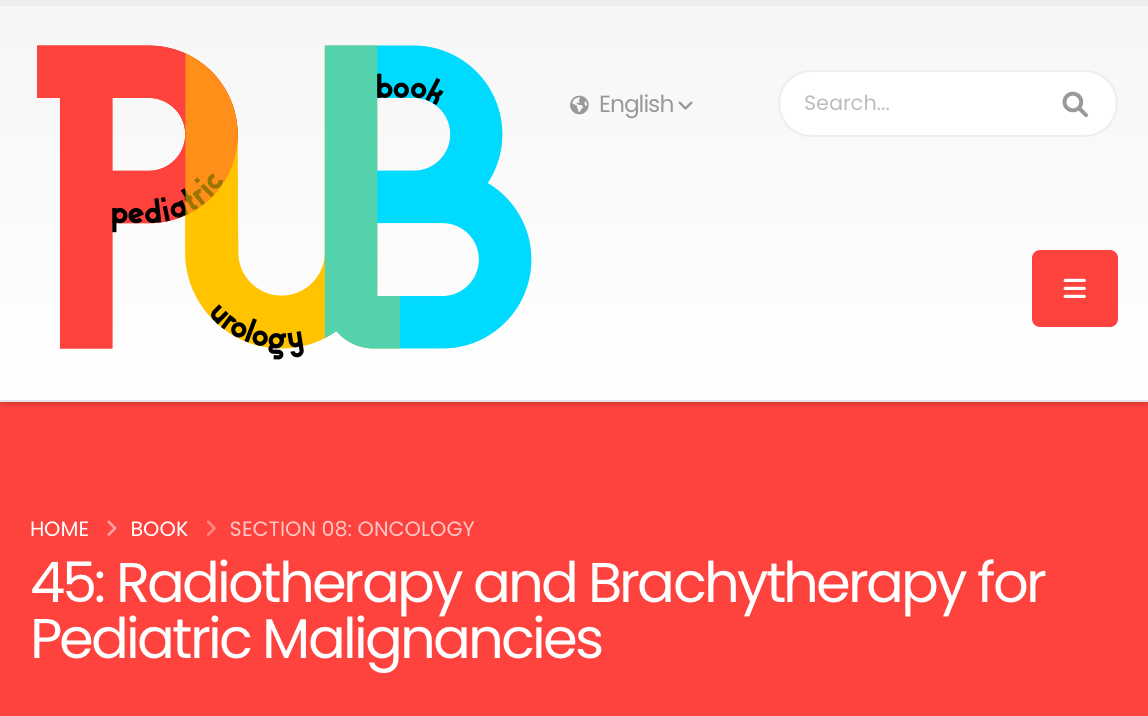 PUB
book
pediatric
urology
English
Search...
HOME
BOOK
SECTION 08: ONCOLOGY
45: Radiotherapy and Brachytherapy for
Pediatric Malignancies